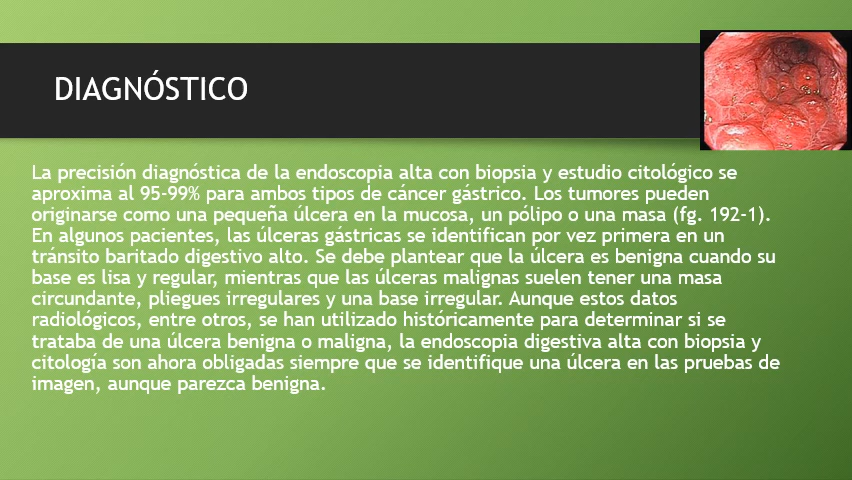 DIAGNÓSTICO
La precisión diagnóstica de la endoscopia alta con biopsia y estudio citológico se
aproxima al 95-99% para ambos tipos de cáncer gástrico. Los tumores pueden
originarse como una pequeña úlcera en la mucosa, un pólipo o una masa (fg. 192-1).
En algunos pacientes, las úlceras gástricas se identifican por vez primera en un
tránsito baritado digestivo alto. Se debe plantear que la úlcera es benigna cuando su
base es lisa y regular, mientras que las úlceras malignas suelen tener una masa
circundante, pliegues irregulares y una base irregular. Aunque estos datos
radiológicos, entre otros, se han utilizado históricamente para determinar si se
trataba de una úlcera benigna o maligna, la endoscopia digestiva alta con biopsia y
citología son ahora obligadas siempre que se identifique una úlcera en las pruebas de
imagen, aunque parezca benigna.